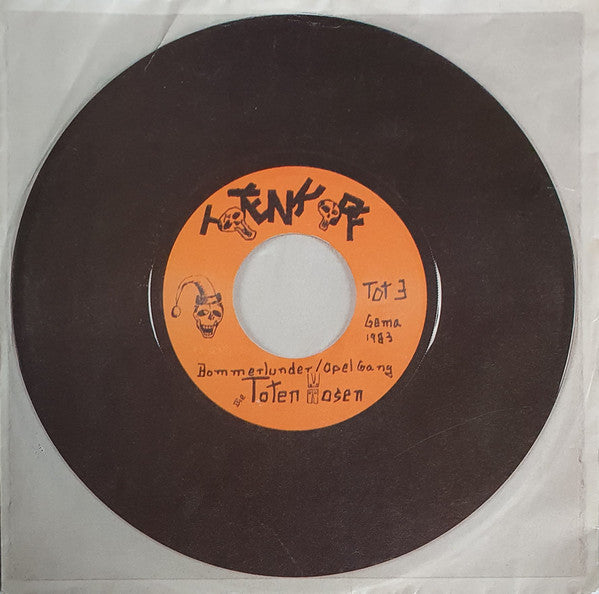 TOTENKOPF
Tot 3
Gema
1983
Bommerlunder/Opel Gang
Die Toten Hosen